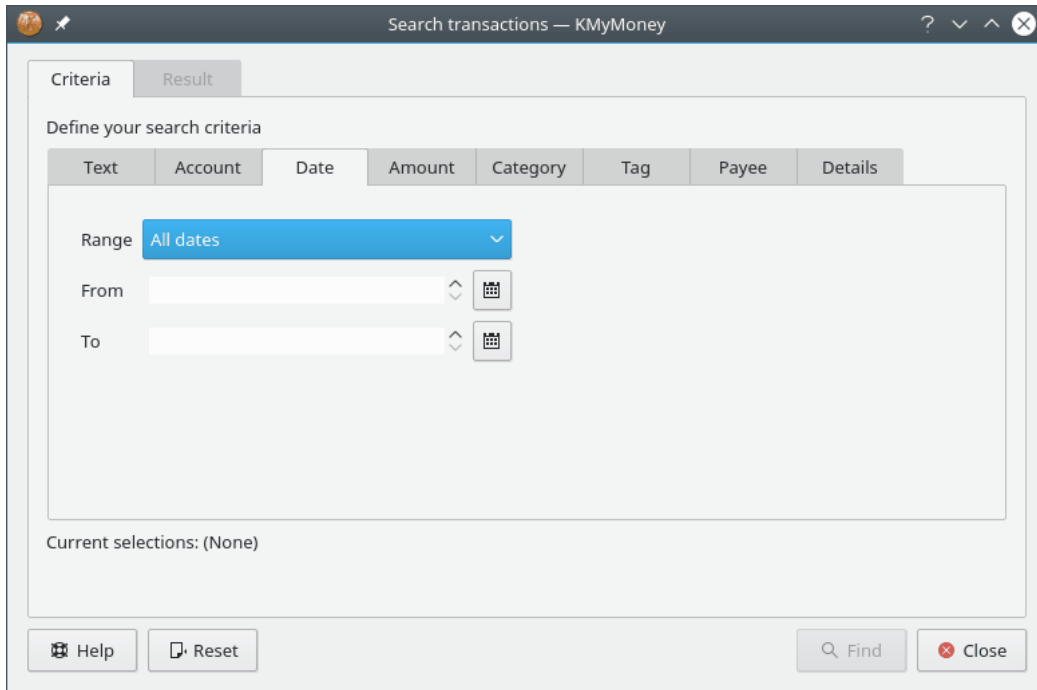 Search transactions — KMyMoney
Criteria Result
Define your search criteria
Text Account Date Amount Category Tag Payee Details
Range All dates
From
To
Current selections: (None)
Help Reset Find Close